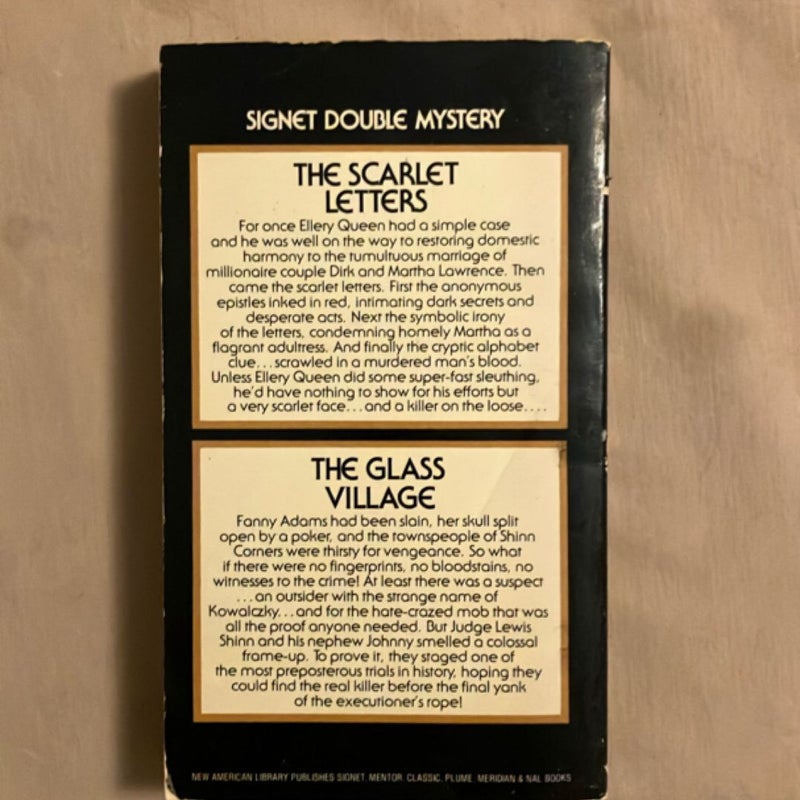 SIGNET DOUBLE MYSTERY
THE SCARLET
LETTERS
For once Ellery Queen had a simple case
and he was well on the way to restoring domestic
harmony to the tumultuous marriage of
millionaire couple Dirk and Martha Lawrence. Then
came the scarlet letters. First the anonymous
epistles inked in red, intimating dark secrets and
desperate acts. Next the symbolic irony
of the letters, condemning homely Martha as a
flagrant adultress. And finally the cryptic alphabet
clue...scrawled in a murdered man's blood.
Unless Ellery Queen did some super-fast sleuthing,
he'd have nothing to show for his efforts but
a very scarlet face...and a killer on the loose....
THE GLASS
VILLAGE
Fanny Adams had been slain, her skull split
open by a poker, and the townspeople of Shinn
Corners were thirsty for vengeance. So what
if there were no fingerprints, no bloodstains, no
witnesses to the crime! At least there was a suspect
...an outsider with the strange name of
Kowalczky...and for the hate-crazed mob that was
all the proof anyone needed. But Judge Lewis
Shinn and his nephew Johnny smelled a colossal
frame-up. To prove it, they staged one of
the most preposterous trials in history, hoping they
could find the real killer before the final yank
of the executioner's rope!
NEW AMERICAN LIBRARY PUBLISHES SIGNET, MENTOR, CLASSIC, PLUME, MERIDIAN & NAL BOOKS